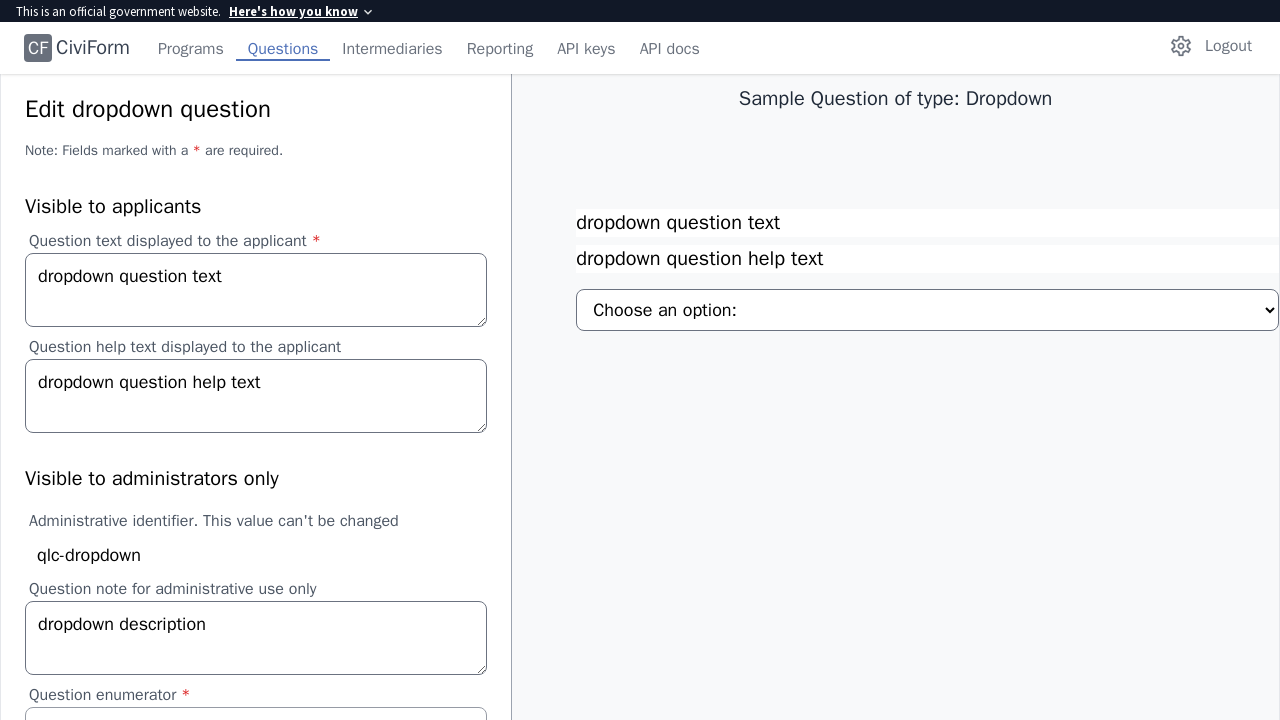 This is an official government website. Here's how you know
CF CiviForm Programs Questions Intermediaries Reporting API keys API docs Logout
Edit dropdown question
Note: Fields marked with a * are required.
Visible to applicants
Question text displayed to the applicant *
dropdown question text
Question help text displayed to the applicant
dropdown question help text
Visible to administrators only
Administrative identifier. This value can't be changed
qlc-dropdown
Question note for administrative use only
dropdown description
Question enumerator *
Sample Question of type: Dropdown
dropdown question text
dropdown question help text
Choose an option: